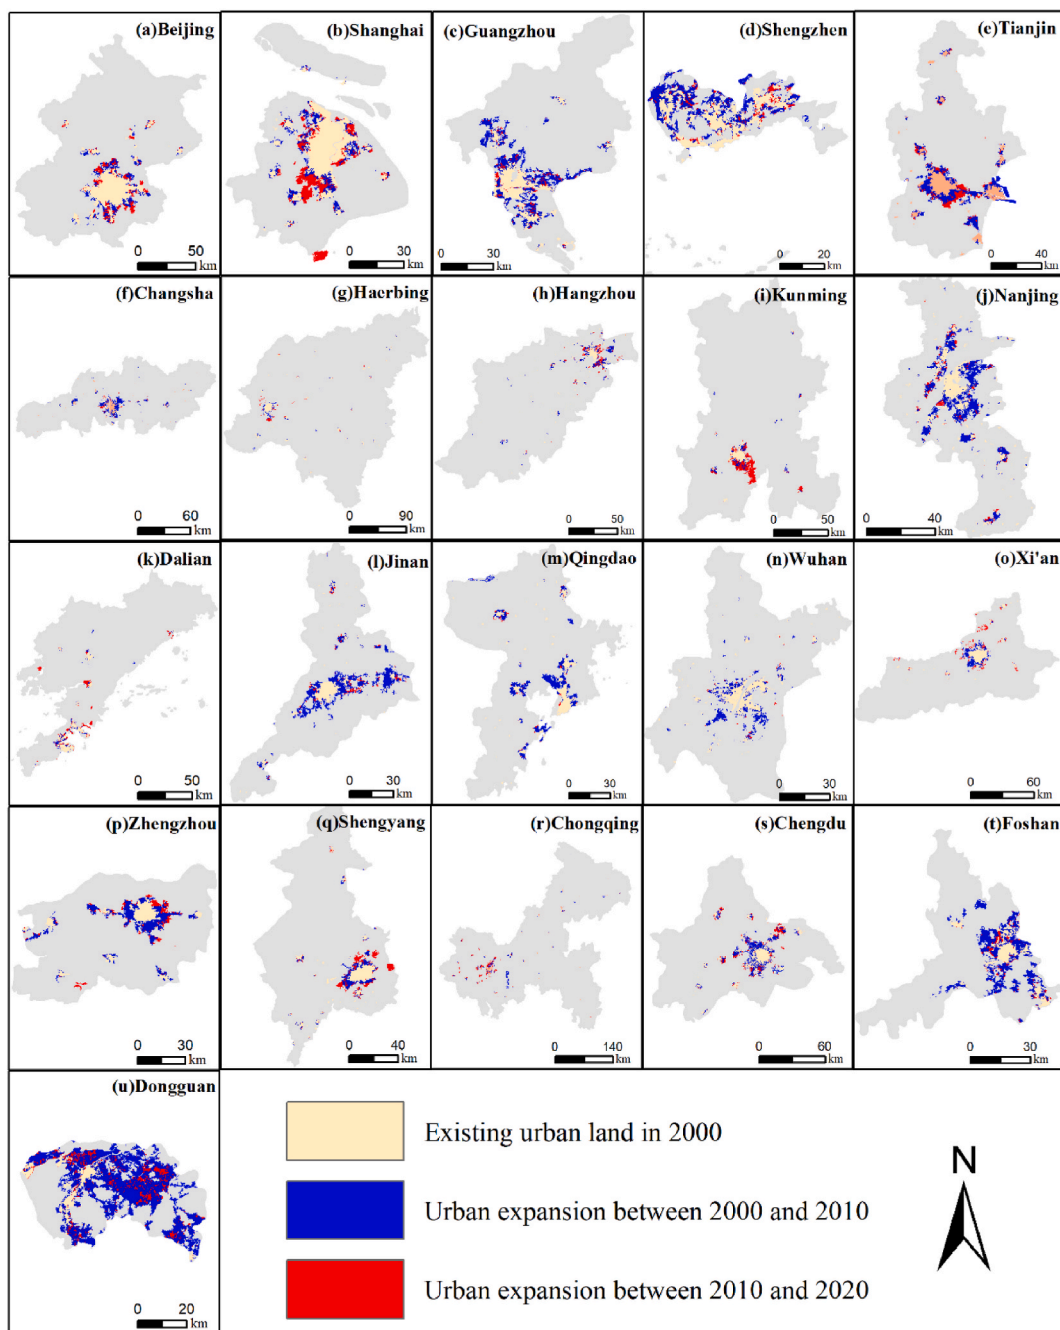 (a)Beijing
50
0
km
(b)Shanghai
0
30
km
(c)Guangzhou
0
30
km
(d)Shengzhen
0
20
km
(e)Tianjin
0
40
km
(f)Changsha
0
60
km
(g)Haerbing
0
90
km
(h)Hangzhou
0
50
km
(i)Kunming
0
50
km
(j)Nanjing
0
40
km
(k)Dalian
0
50
km
(l)Jinan
0
30
km
(m)Qingdao
0
30
km
(n)Wuhan
0
30
km
(o)Xi'an
0
60
km
(p)Zhengzhou
0
30
km
(q)Shengyang
0
40
km
(r)Chongqing
0
140
km
(s)Chengdu
0
60
km
(t)Foshan
0
30
km
(u)Dongguan
0
20
km
Existing urban land in 2000
Urban expansion between 2000 and 2010
Urban expansion between 2010 and 2020
N